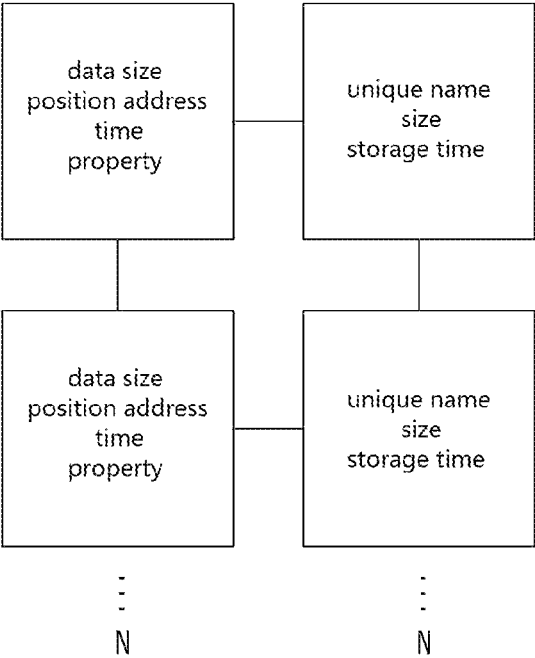 data size
position address
time
property
unique name
size
storage time
data size
position address
time
property
unique name
size
storage time
N
N